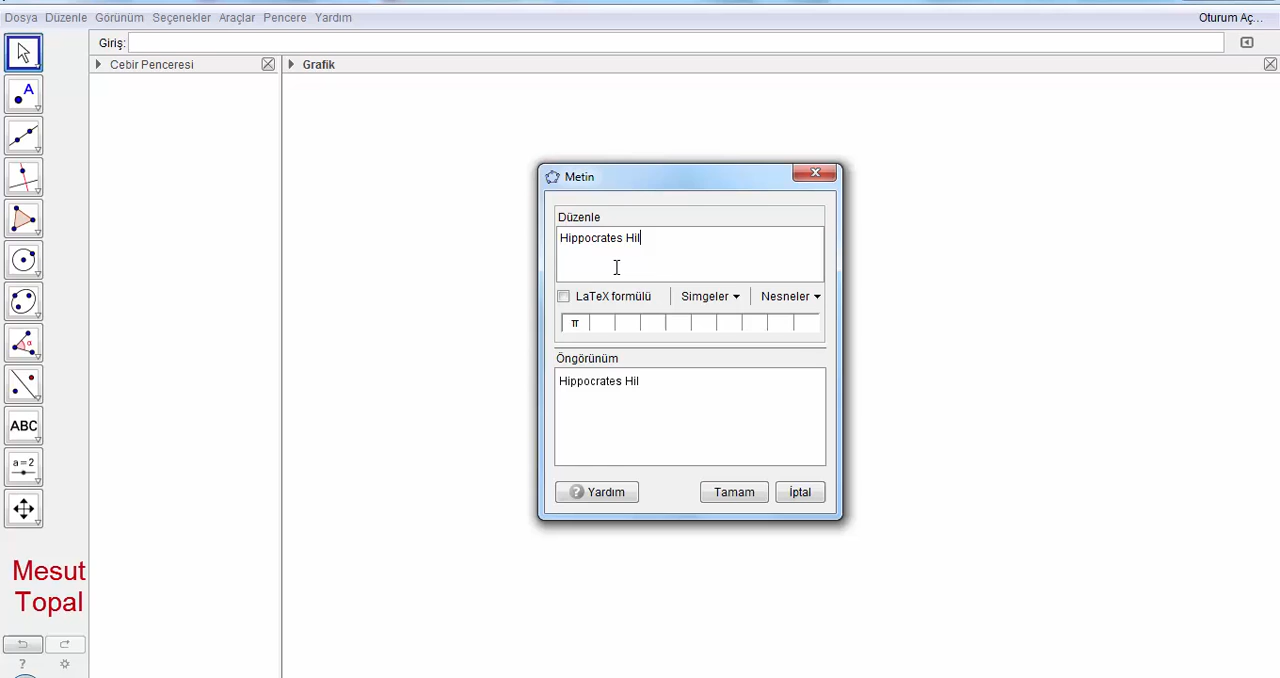 Dosya Düzenle Görünüm Seçenekler Araçlar Pencere Yardım
Oturum Aç...
Giriş:
Cebir Penceresi
Grafik
A
α
ABC
a=2
Mesut
Topal
?
Metin
Düzenle
Hippocrates Hil
LaTeX formülü
Simgeler
Nesneler
π
Öngörünüm
Hippocrates Hil
? Yardım
Tamam
İptal